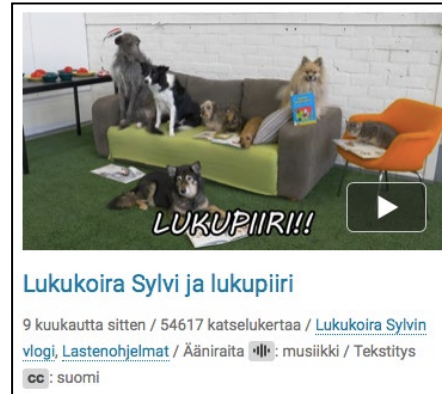 LUKUPIIRI!!
Lukukoira Sylvi ja lukupiiri
9 kuukautta sitten / 54617 katselukertaa / Lukukoira Sylvin
vlogi, Lastenohjelmat / Ääniraita : musiikki / Tekstitys
cc : suomi